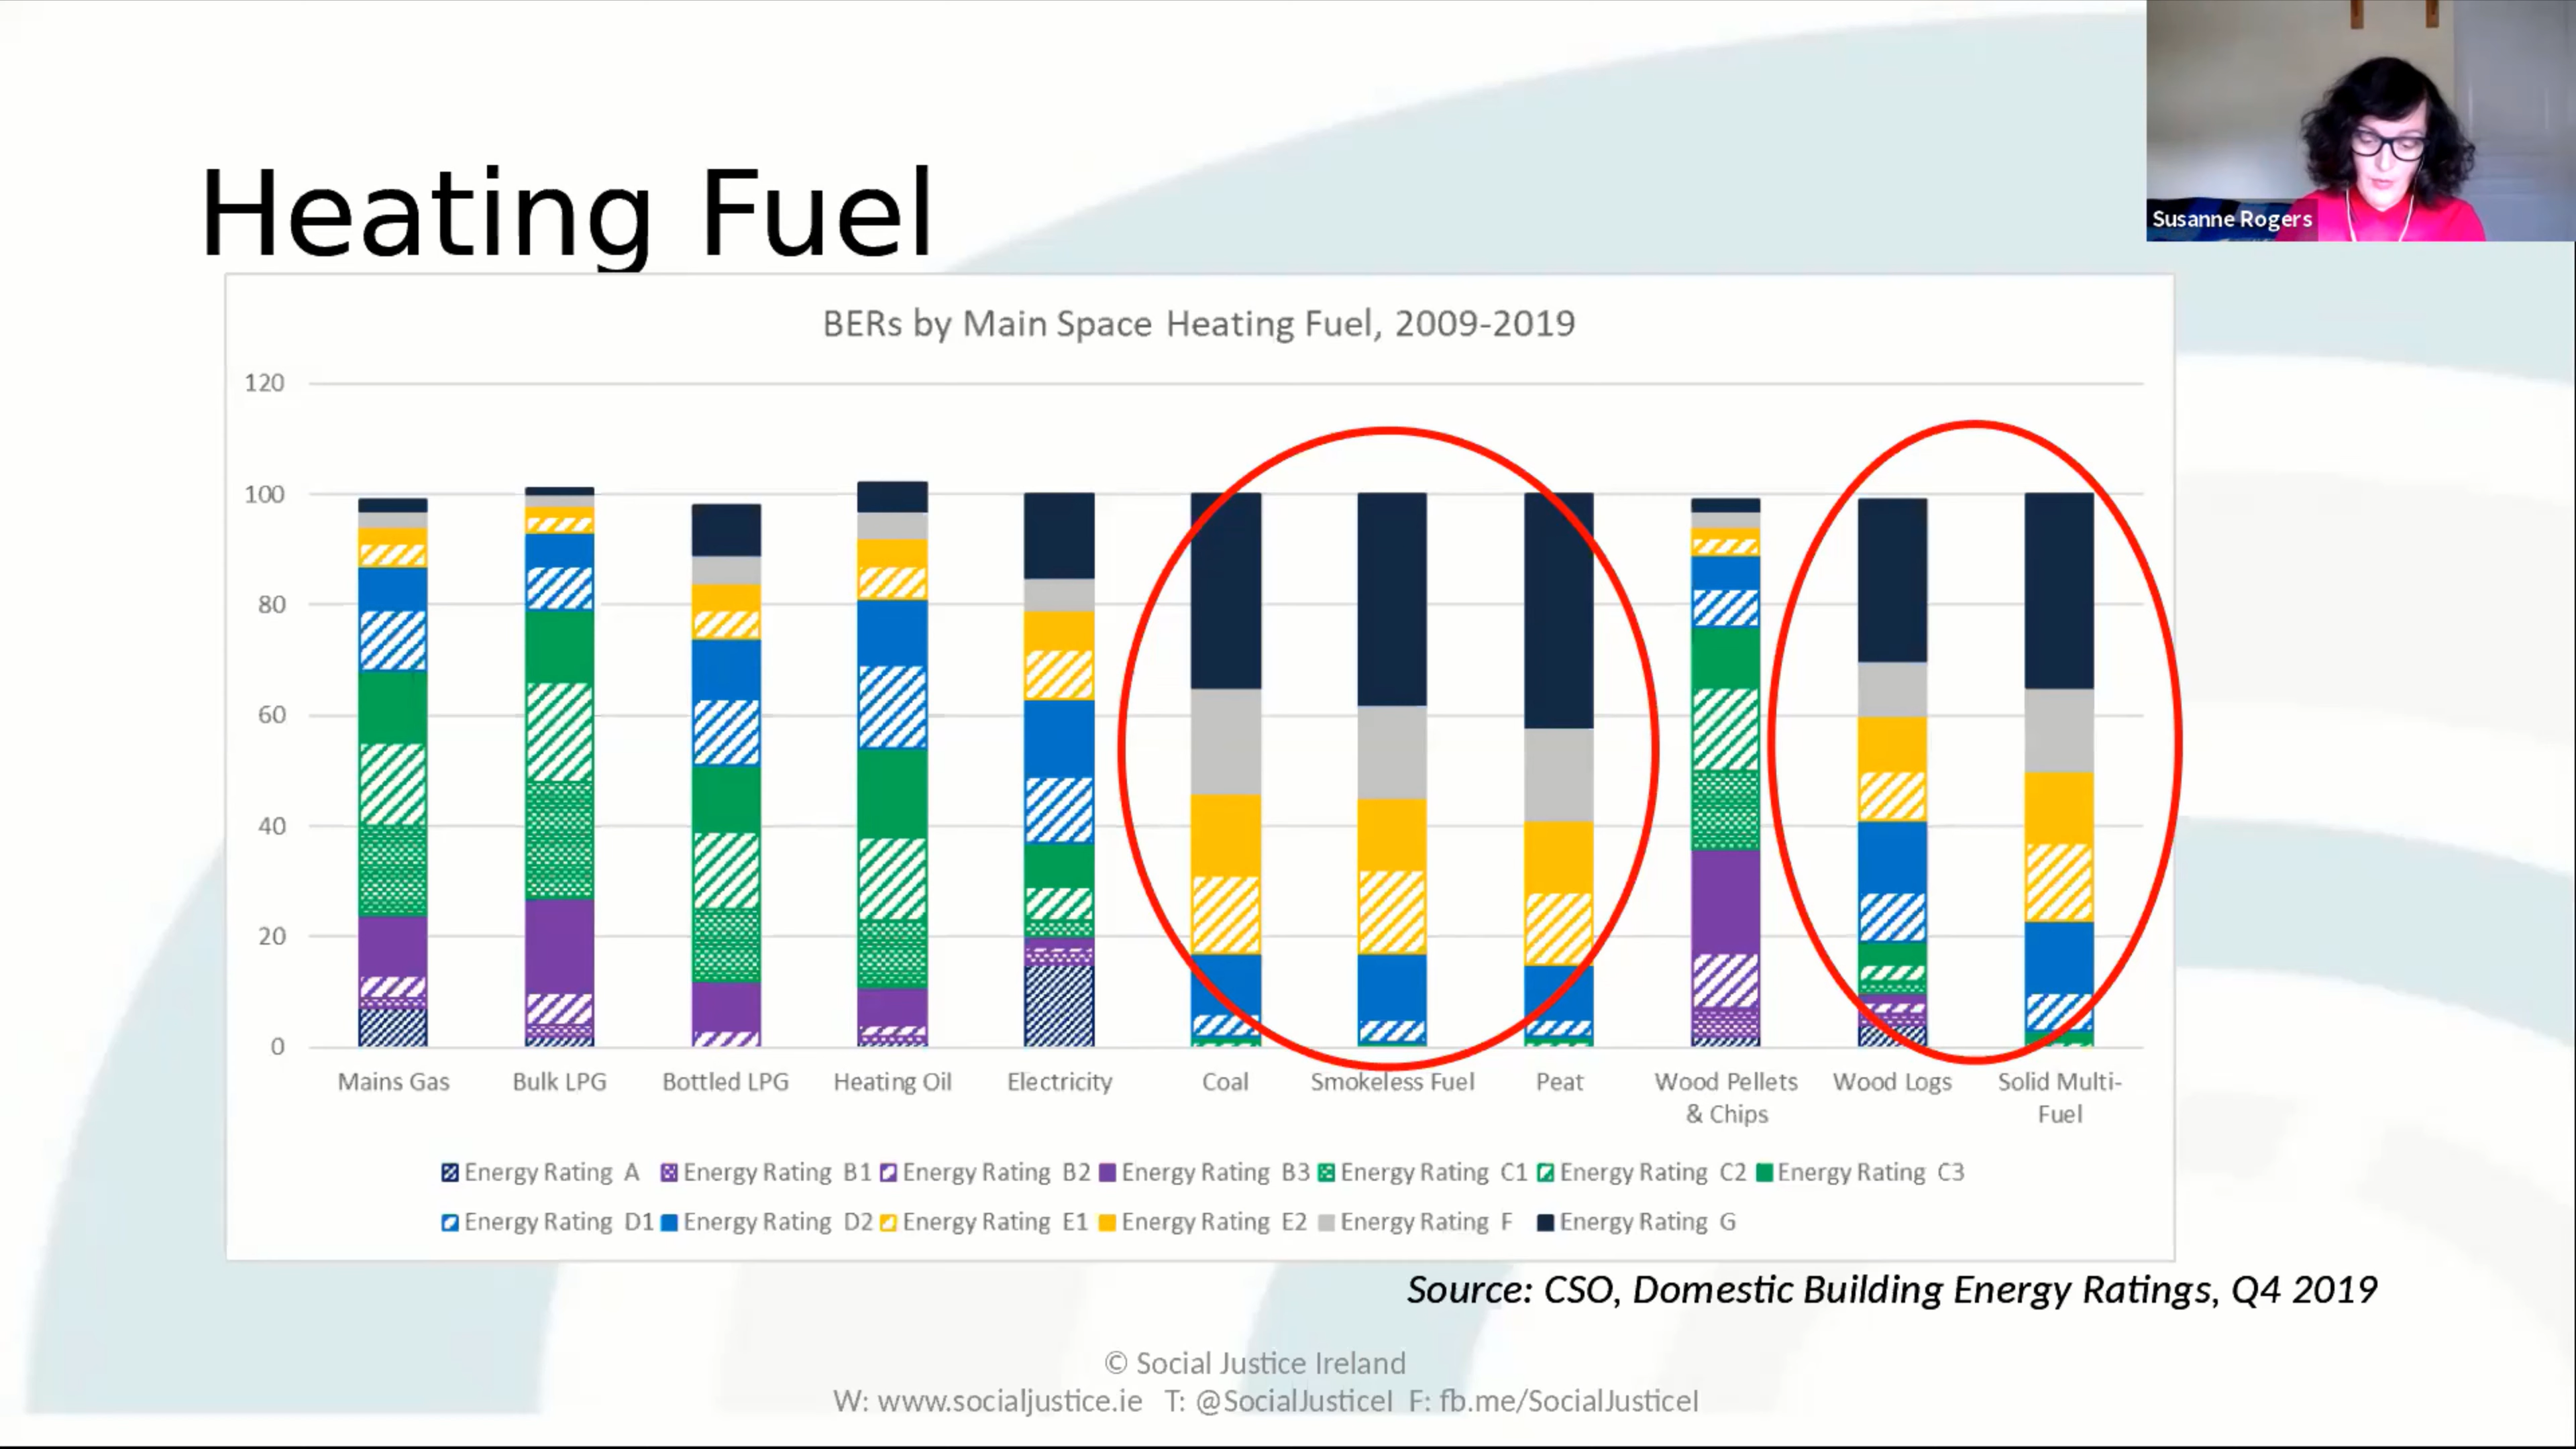 Susanne Rogers
Heating Fuel
BERs by Main Space Heating Fuel, 2009-2019
120
100
80
60
40
20
0
Mains Gas Bulk LPG Bottled LPG Heating Oil Electricity Coal Smokeless Fuel Peat Wood Pellets & Chips Wood Logs Solid Multi-Fuel
Energy Rating A Energy Rating B1 Energy Rating B2 Energy Rating B3 Energy Rating C1 Energy Rating C2 Energy Rating C3
Energy Rating D1 Energy Rating D2 Energy Rating E1 Energy Rating E2 Energy Rating F Energy Rating G
Source: CSO, Domestic Building Energy Ratings, Q4 2019
© Social Justice Ireland
W: www.socialjustice.ie T: @SocialJusticeI F: fb.me/SocialJusticeI